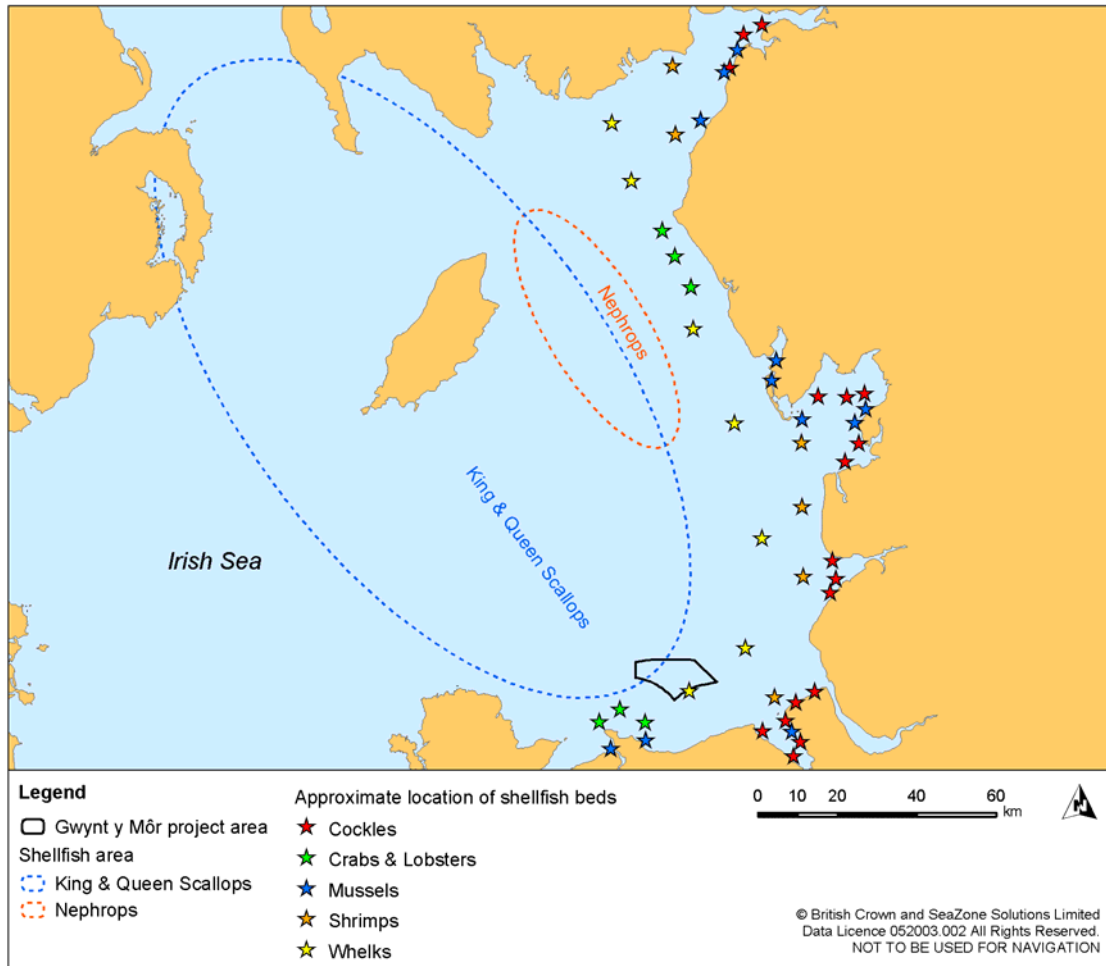 Nephrops
King & Queen Scallops
Irish Sea
Legend
Gwynt y Môr project area
Shellfish area
King & Queen Scallops
Nephrops
Approximate location of shellfish beds
Cockles
Crabs & Lobsters
Mussels
Shrimps
Whelks
0 10 20 40 60
km
N
© British Crown and SeaZone Solutions Limited
Data Licence 052003.002 All Rights Reserved.
NOT TO BE USED FOR NAVIGATION